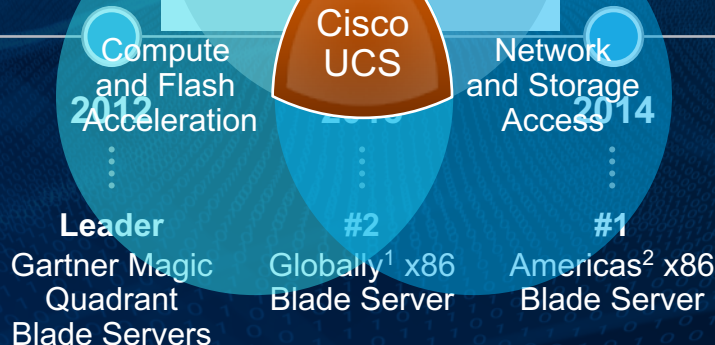 Cisco
UCS
Compute
and Flash
Acceleration
Network
and Storage
Access
2012
2014
Leader
Gartner Magic
Quadrant
Blade Servers
#2
Globally¹ x86
Blade Server
#1
Americas² x86
Blade Server